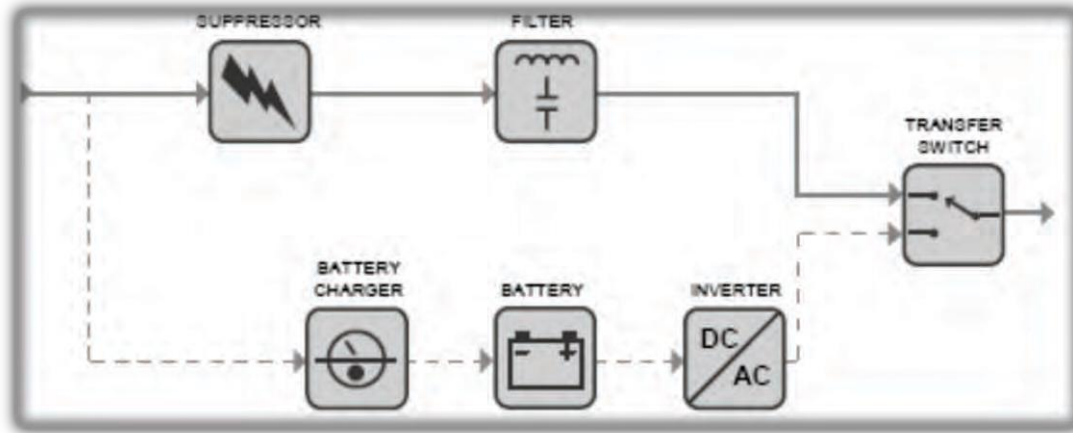 SUPPRESSOR
FILTER
TRANSFER
SWITCH
BATTERY
CHARGER
BATTERY
INVERTER
DC
AC